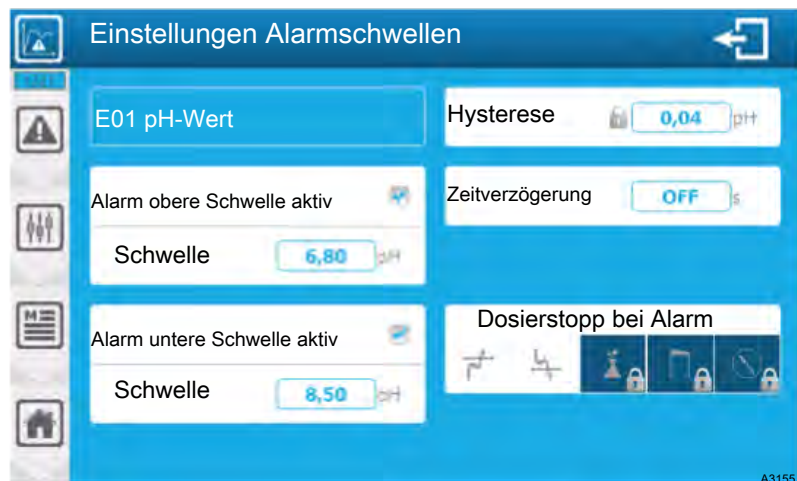 Einstellungen Alarmschwellen
E01 pH-Wert
Alarm obere Schwelle aktiv
Schwelle 6,80 pH
Alarm untere Schwelle aktiv
Schwelle 8,50 pH
Hysterese 0,04 pH
Zeitverzögerung OFF s
Dosierstopp bei Alarm
A3155